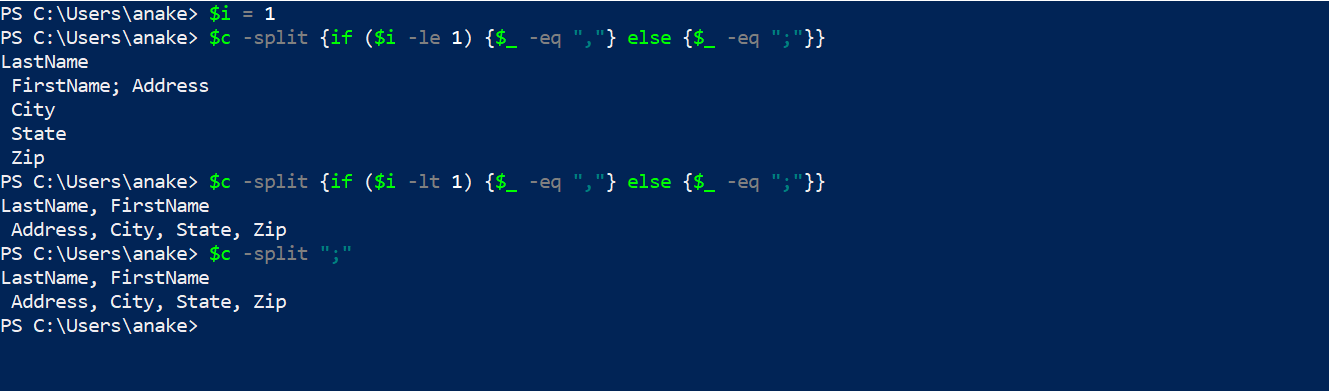 PS C:\Users\anake> $i = 1
PS C:\Users\anake> $c -split {if ($i -le 1) {$_ -eq ","} else {$_ -eq ";"}}
LastName
 FirstName; Address
 City
 State
 Zip
PS C:\Users\anake> $c -split {if ($i -lt 1) {$_ -eq ","} else {$_ -eq ";"}}
LastName, FirstName
 Address, City, State, Zip
PS C:\Users\anake> $c -split ";"
LastName, FirstName
 Address, City, State, Zip
PS C:\Users\anake>